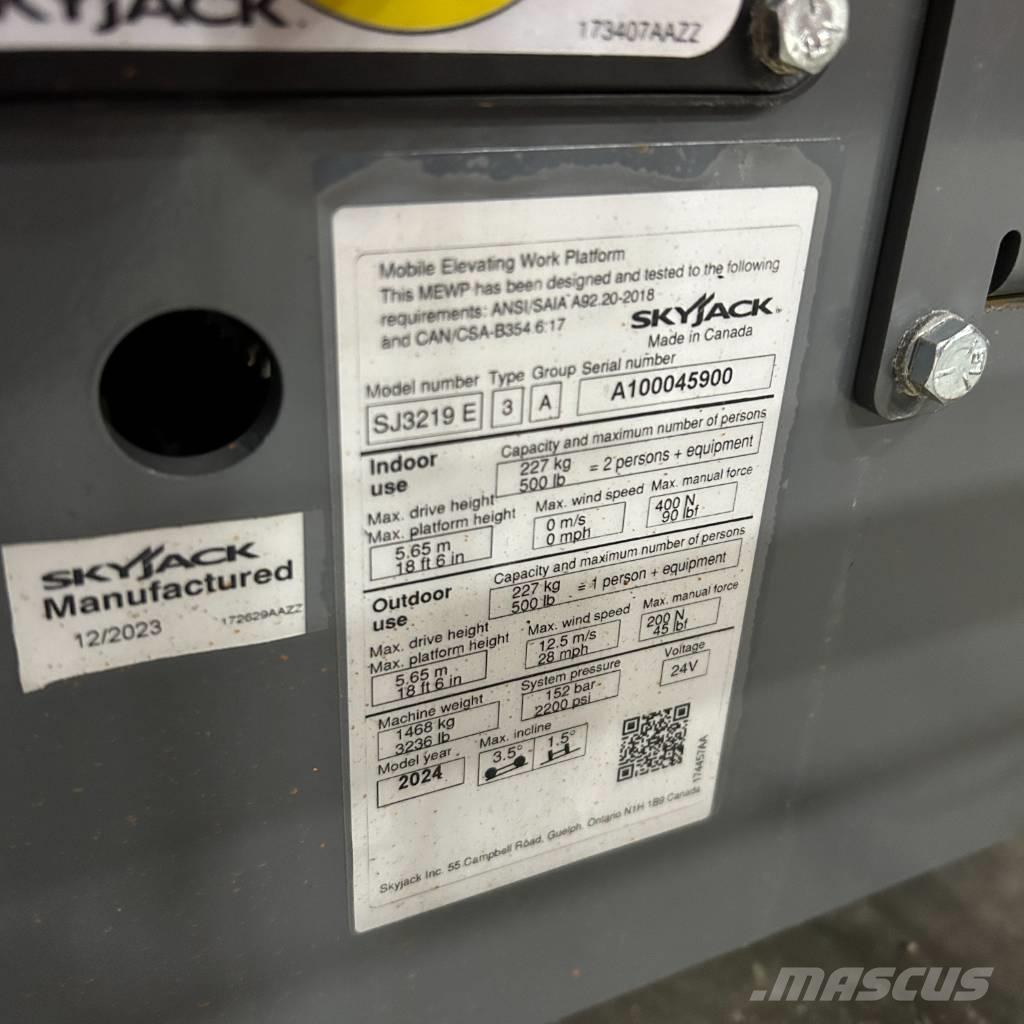 SKYJACK.
173407AAZZ
Mobile Elevating Work Platform
This MEWP has been designed and tested to the following
requirements: ANSI/SAIA A92.20-2018
and CAN/CSA-B354.6:17
SKYJACK
Made in Canada
Model number Type Group Serial number
SJ3219 E 3 A A100045900
Indoor
use
Capacity and maximum number of persons
227 kg
500 lb
= 2 persons + equipment
Max. drive height
Max. platform height
5.65 m
18 ft 6 in
Max. wind speed
0 m/s
0 mph
Max. manual force
400 N
90 lbf
Outdoor
use
Capacity and maximum number of persons
227 kg
500 lb
= 1 person + equipment
Max. drive height
Max. platform height
5.65 m
18 ft 6 in
Max. wind speed
12.5 m/s
28 mph
Max. manual force
200 N
45 lbf
Machine weight
1468 kg
3236 lb
System pressure
152 bar
2200 psi
Voltage
24V
Model year
2024
Max. incline
3.5° 1.5°
174457AA
Skyjack Inc. 55 Campbell Road, Guelph, Ontario N1H 1B9 Canada
SKYJACK
Manufactured
12/2023
172629AAZZ
.MASCUS